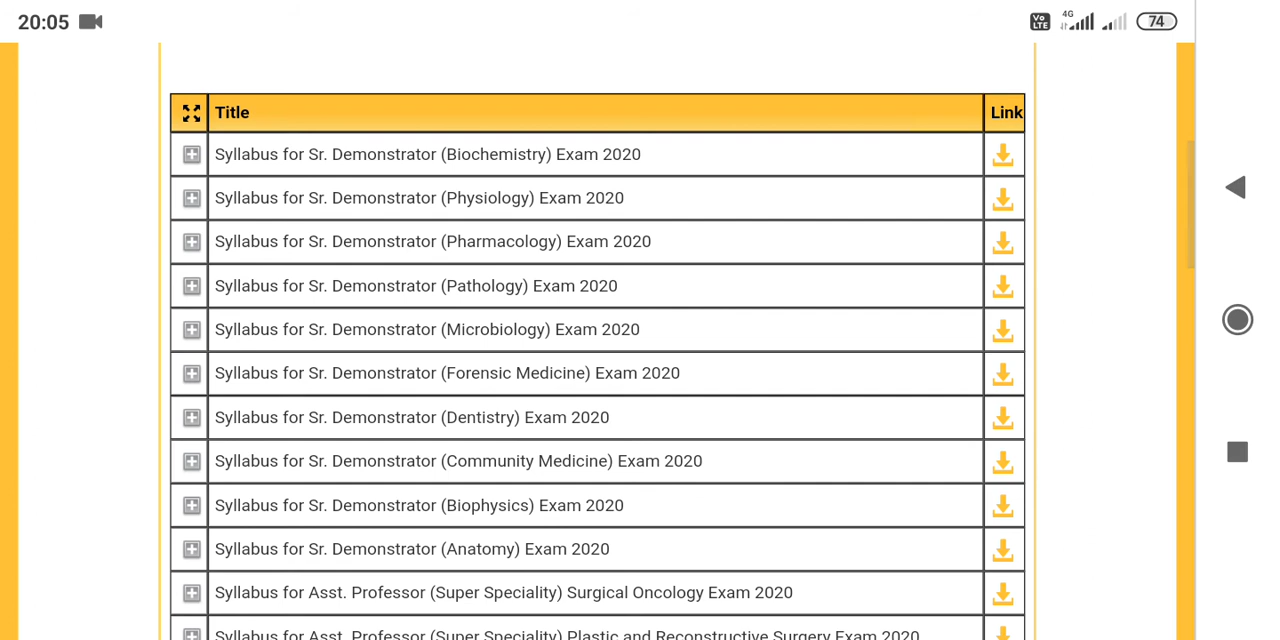 20:05
Vo LTE 4G 74
Title Link
Syllabus for Sr. Demonstrator (Biochemistry) Exam 2020
Syllabus for Sr. Demonstrator (Physiology) Exam 2020
Syllabus for Sr. Demonstrator (Pharmacology) Exam 2020
Syllabus for Sr. Demonstrator (Pathology) Exam 2020
Syllabus for Sr. Demonstrator (Microbiology) Exam 2020
Syllabus for Sr. Demonstrator (Forensic Medicine) Exam 2020
Syllabus for Sr. Demonstrator (Dentistry) Exam 2020
Syllabus for Sr. Demonstrator (Community Medicine) Exam 2020
Syllabus for Sr. Demonstrator (Biophysics) Exam 2020
Syllabus for Sr. Demonstrator (Anatomy) Exam 2020
Syllabus for Asst. Professor (Super Speciality) Surgical Oncology Exam 2020
Syllabus for Asst. Professor (Super Speciality) Plastic and Reconstructive Surgery Exam 2020